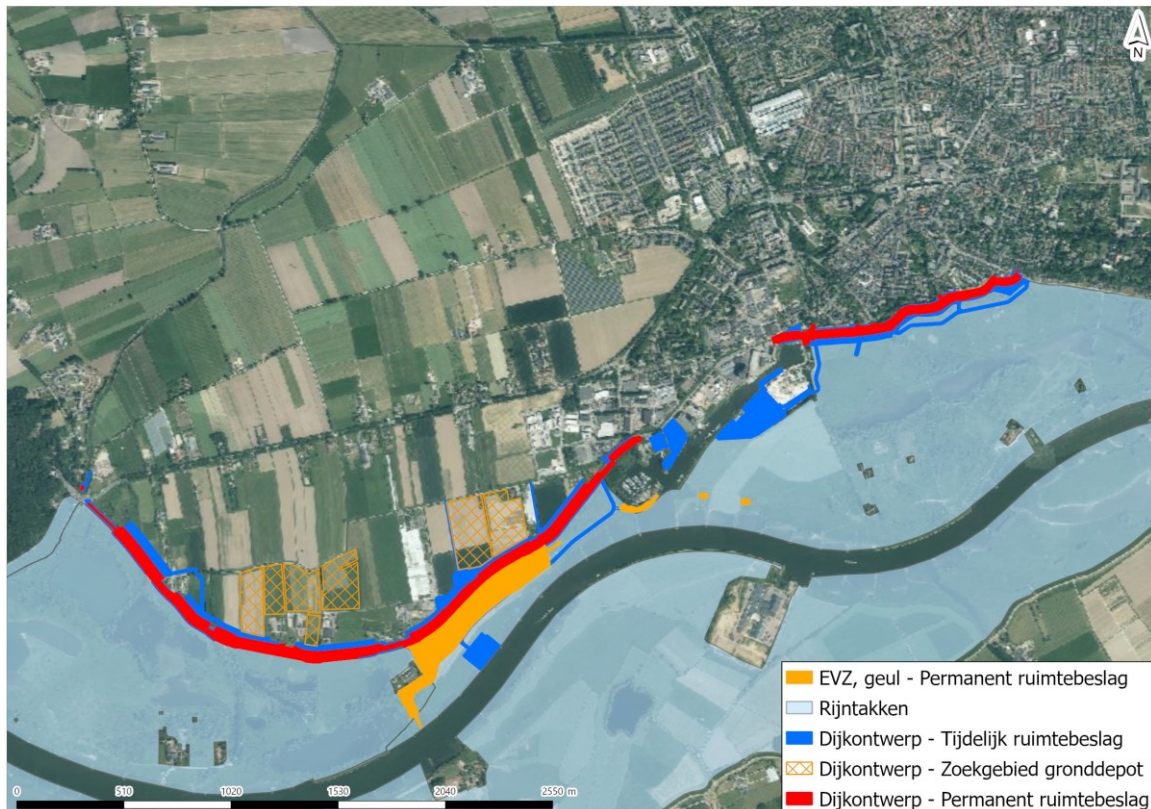 N
EVZ, geul - Permanent ruimtebeslag
Rijntakken
Dijkontwerp - Tijdelijk ruimtebeslag
Dijkontwerp - Zoekgebied gronddepot
Dijkontwerp - Permanent ruimtebeslag
0 510 1020 1530 2040 2550 m